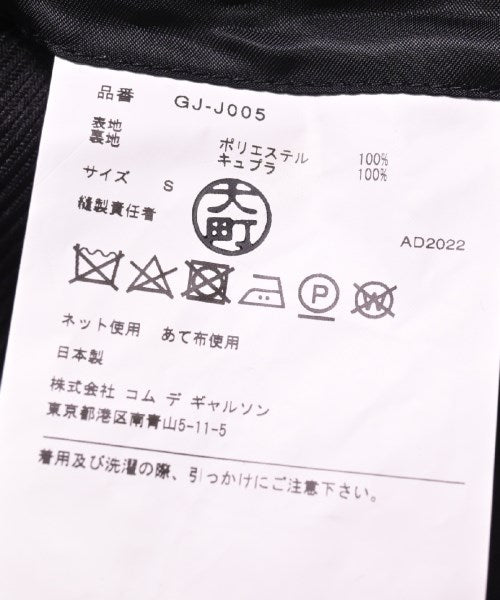 品番 GJ-J005
表地 ポリエステル 100%
裏地 キュプラ 100%
サイズ S
縫製責任者 大町
AD2022
P W
ネット使用 あて布使用
日本製
株式会社 コム デ ギャルソン
東京都港区南青山5-11-5
着用及び洗濯の際、引っかけにご注意下さい。